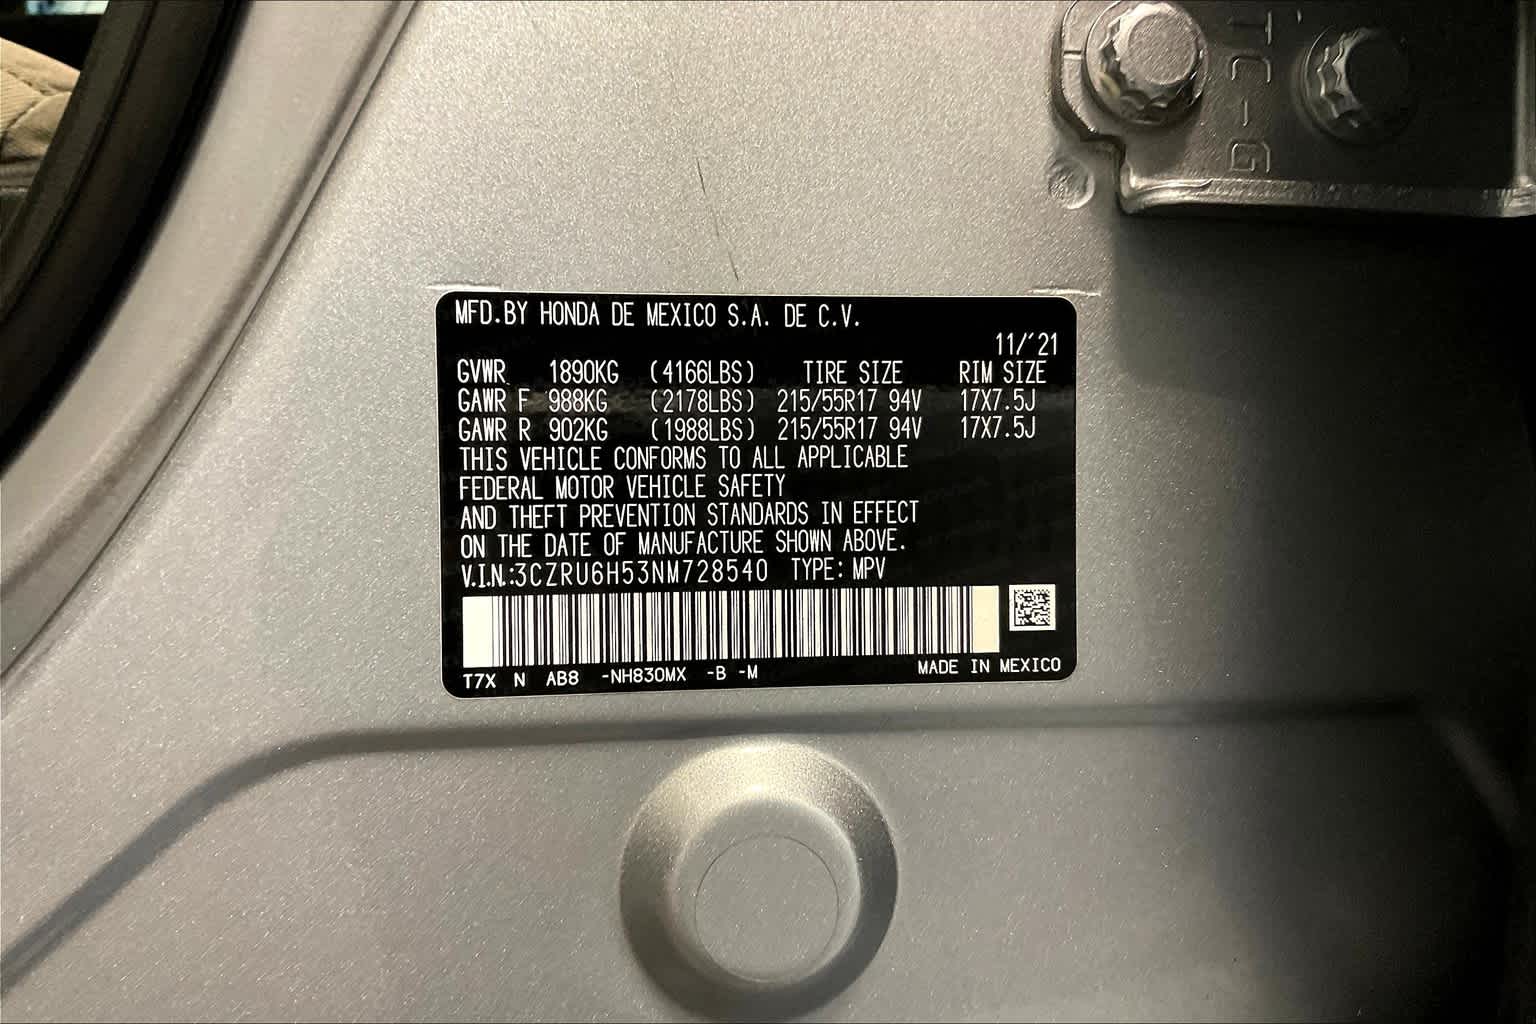 TC-G
MFD.BY HONDA DE MEXICO S.A. DE C.V.
11/'21
GVWR 1890KG (4166LBS) TIRE SIZE RIM SIZE
GAWR F 988KG (2178LBS) 215/55R17 94V 17X7.5J
GAWR R 902KG (1988LBS) 215/55R17 94V 17X7.5J
THIS VEHICLE CONFORMS TO ALL APPLICABLE
FEDERAL MOTOR VEHICLE SAFETY
AND THEFT PREVENTION STANDARDS IN EFFECT
ON THE DATE OF MANUFACTURE SHOWN ABOVE.
V.I.N.:3CZRU6H53NM728540 TYPE: MPV
T7X N AB8 -NH830MX -B -M MADE IN MEXICO